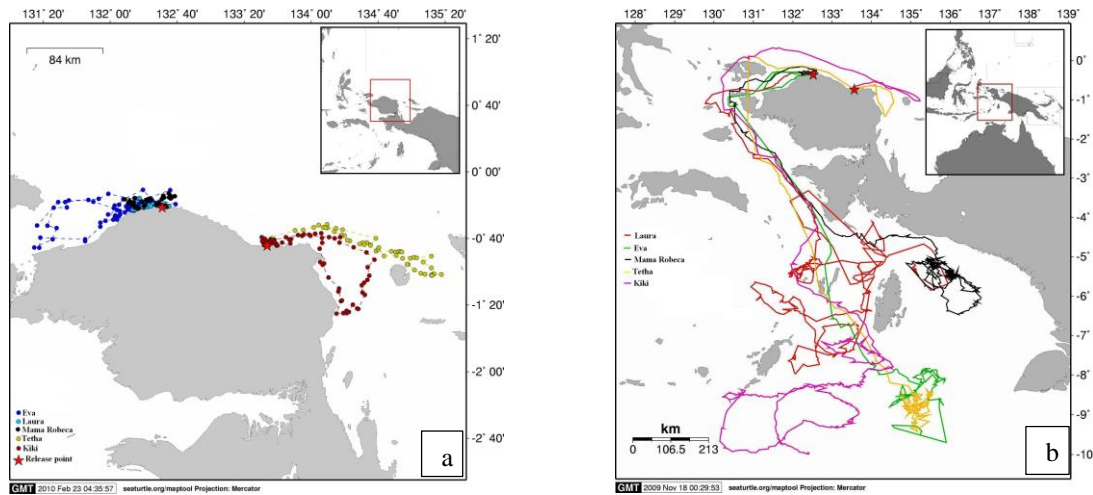 131° 20' 132° 00' 132° 40' 133° 20' 134° 00' 134° 40' 135° 20'
1° 20'
84 km
0° 40'
0° 00'
-0° 40'
-1° 20'
-2° 00'
-2° 40'
Eva
Laura
Mama Robeca
Tetha
Kiki
Release point
a
GMT 2010 Feb 23 04:35:57 seaturtle.org/maptool Projection: Mercator
130° 131° 132° 133° 134° 135° 136° 137° 138° 139°
0°
-1°
-2°
-3°
-4°
-5°
-6°
-7°
-8°
-9°
-10
Laura
Eva
Mama Robeca
Tetha
Kiki
km
0 106.5 213
b
GMT 2009 Nov 18 00:29:53 seaturtle.org/maptool Projection: Mercator